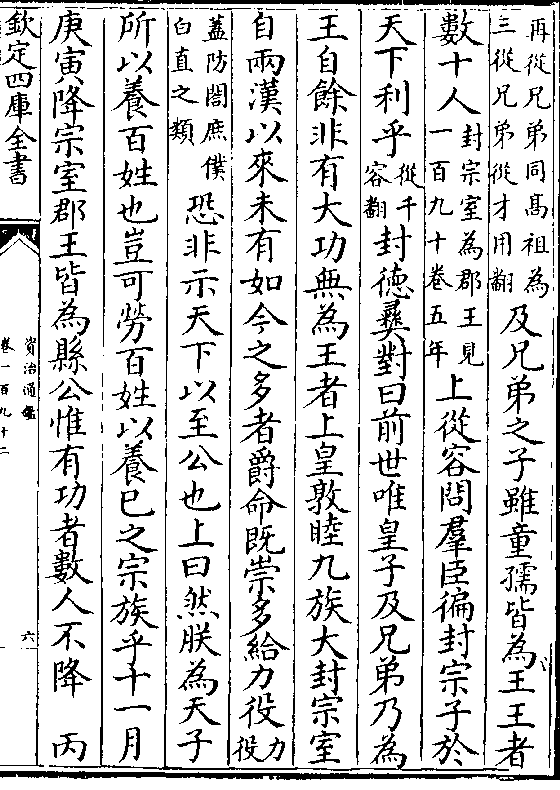 再從兄弟同髙祖為
三從兄弟從才用翻
及兄弟之子雖童孺皆為王王者
數十人
封宗室為郡王見
一百九十卷五年
上從容問羣臣徧封宗子於
天下利乎
從千
容翻
封德彝對曰前世唯皇子及兄弟乃為
王自餘非有大功無為王者上皇敦睦九族大封宗室
自兩漢以來未有如今之多者爵命既崇多給力役
力
役
蓋防閤庶僕
白直之類
恐非示天下以至公也上曰然朕為天子
所以養百姓也豈可勞百姓以養已之宗族乎十一月
庚寅降宗室郡王皆為縣公惟有功者數人不降　丙
欽定四庫全書
資治通鑑
卷一百九十二
六